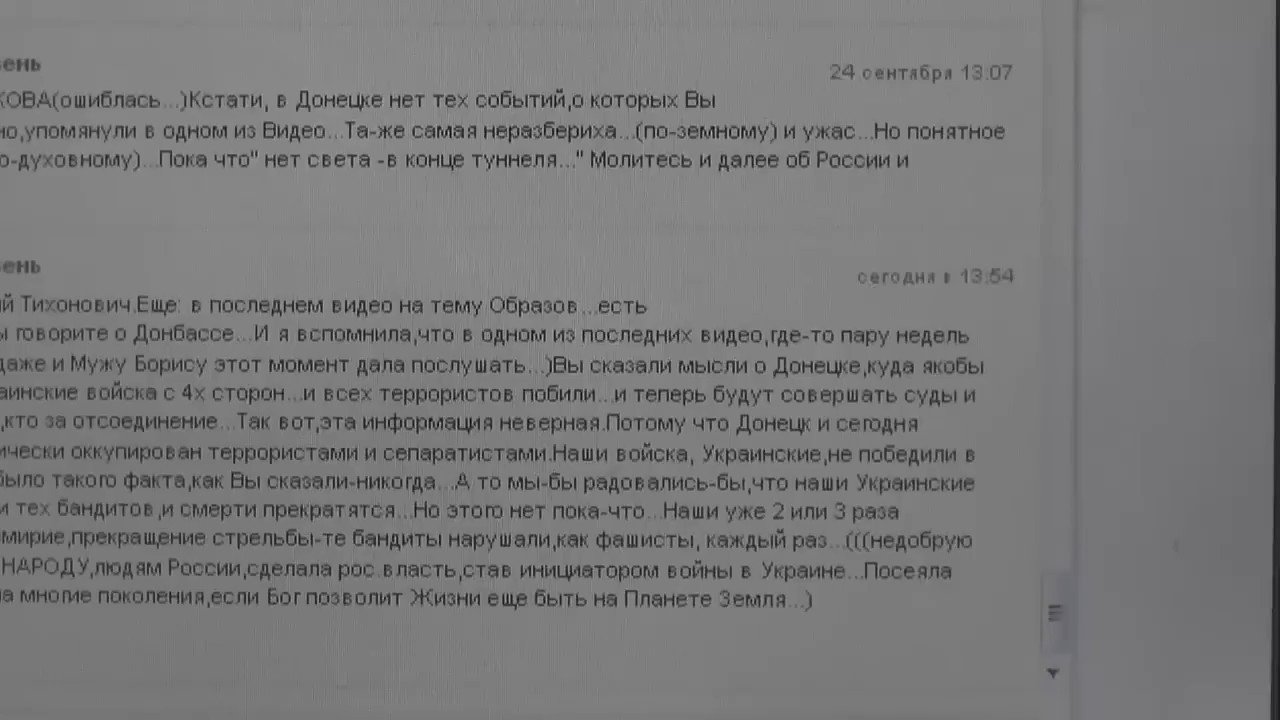 ень
24 сентября 13:07
КОВА(ошиблась...)Кстати, в Донецке нет тех событий,о которых Вы
но,упомянули в одном из Видео...Та-же самая неразбериха...(по-земному) и ужас...Но понятное
о-духовному)...Пока что" нет света -в конце туннеля..." Молитесь и далее об России и
ень
сегодня в 13:54
й Тихонович.Еще: в последнем видео на тему Образов...есть
ы говорите о Донбассе...И я вспомнила,что в одном из последних видео,где-то пару недель
даже и Мужу Борису этот момент дала послушать...)Вы сказали мысли о Донецке,куда якобы
аинские войска с 4х сторон...и всех террористов побили...и теперь будут совершать суды и
,кто за отсоединение...Так вот,эта информация неверная.Потому что Донецк и сегодня
ически оккупирован террористами и сепаратистами.Наши войска, Украинские,не победили в
было такого факта,как Вы сказали-никогда...А то мы-бы радовались-бы,что наши Украинские
и тех бандитов,и смерти прекратятся...Но этого нет пока-что...Наши уже 2 или 3 раза
мирие,прекращение стрельбы-те бандиты нарушали,как фашисты, каждый раз...(((недобрую
НАРОДУ,людям России,сделала рос.власть,став инициатором войны в Украине...Посеяла
а многие поколения,если Бог позволит Жизни еще быть на Планете Земля...)